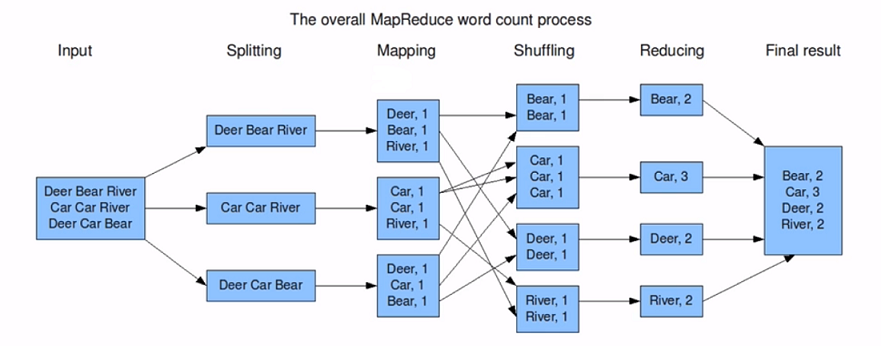 The overall MapReduce word count process
Input
Splitting
Mapping
Shuffling
Reducing
Final result
Deer Bear River
Car Car River
Deer Car Bear
Deer Bear River
Car Car River
Deer Car Bear
Deer, 1
Bear, 1
River, 1
Car, 1
Car, 1
River, 1
Deer, 1
Car, 1
Bear, 1
Bear, 1
Bear, 1
Car, 1
Car, 1
Car, 1
Deer, 1
Deer, 1
River, 1
River, 1
Bear, 2
Car, 3
Deer, 2
River, 2
Bear, 2
Car, 3
Deer, 2
River, 2